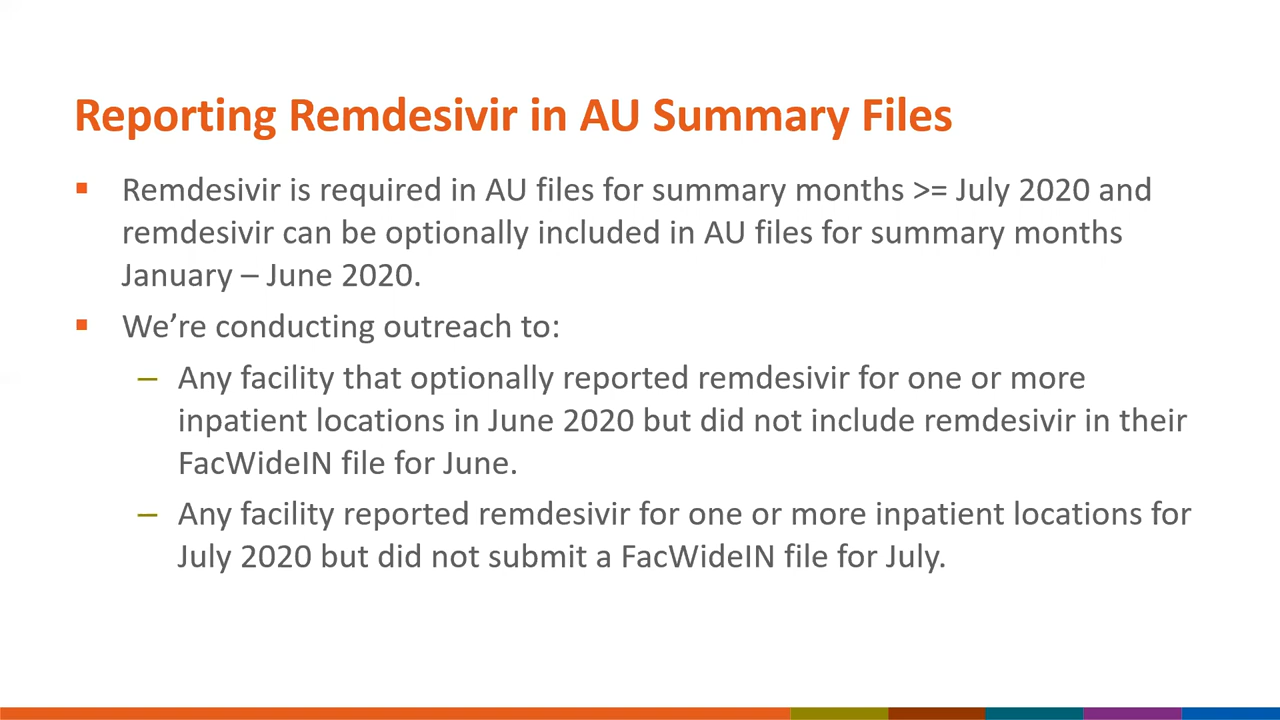 Reporting Remdesivir in AU Summary Files
▪ Remdesivir is required in AU files for summary months >= July 2020 and
remdesivir can be optionally included in AU files for summary months
January – June 2020.
▪ We’re conducting outreach to:
– Any facility that optionally reported remdesivir for one or more
inpatient locations in June 2020 but did not include remdesivir in their
FacWideIN file for June.
– Any facility reported remdesivir for one or more inpatient locations for
July 2020 but did not submit a FacWideIN file for July.